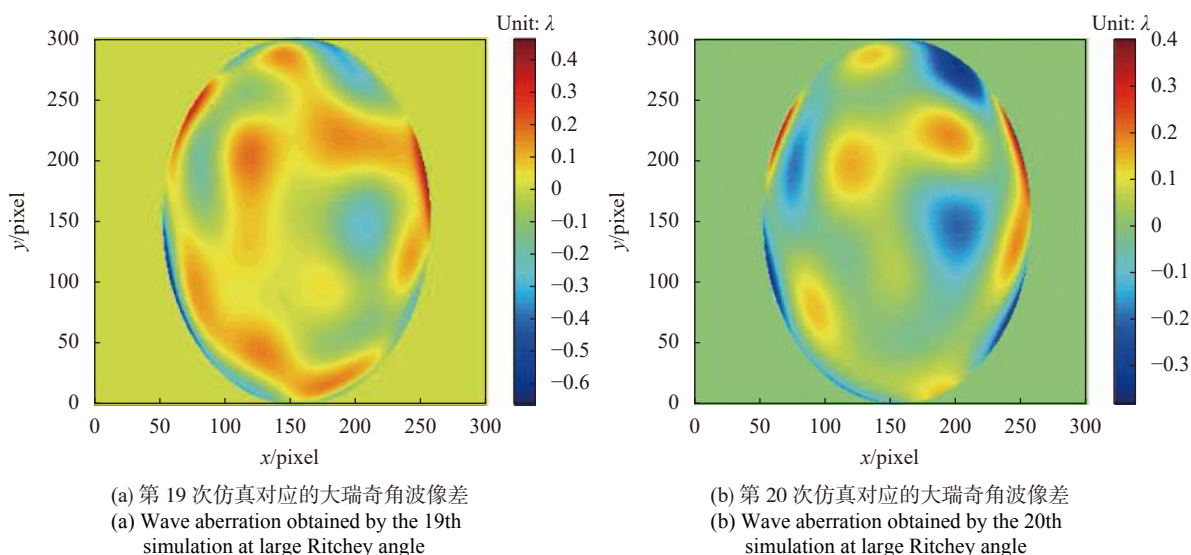 Unit: λ
300
250
200
150
100
50
0
y/pixel
0 50 100 150 200 250 300
x/pixel
0.4
0.3
0.2
0.1
0
−0.1
−0.2
−0.3
−0.4
−0.5
−0.6
(a) 第 19 次仿真对应的大瑞奇角波像差
(a) Wave aberration obtained by the 19th
simulation at large Ritchey angle
Unit: λ
300
250
200
150
100
50
0
y/pixel
0 50 100 150 200 250 300
x/pixel
0.4
0.3
0.2
0.1
0
−0.1
−0.2
−0.3
(b) 第 20 次仿真对应的大瑞奇角波像差
(b) Wave aberration obtained by the 20th
simulation at large Ritchey angle